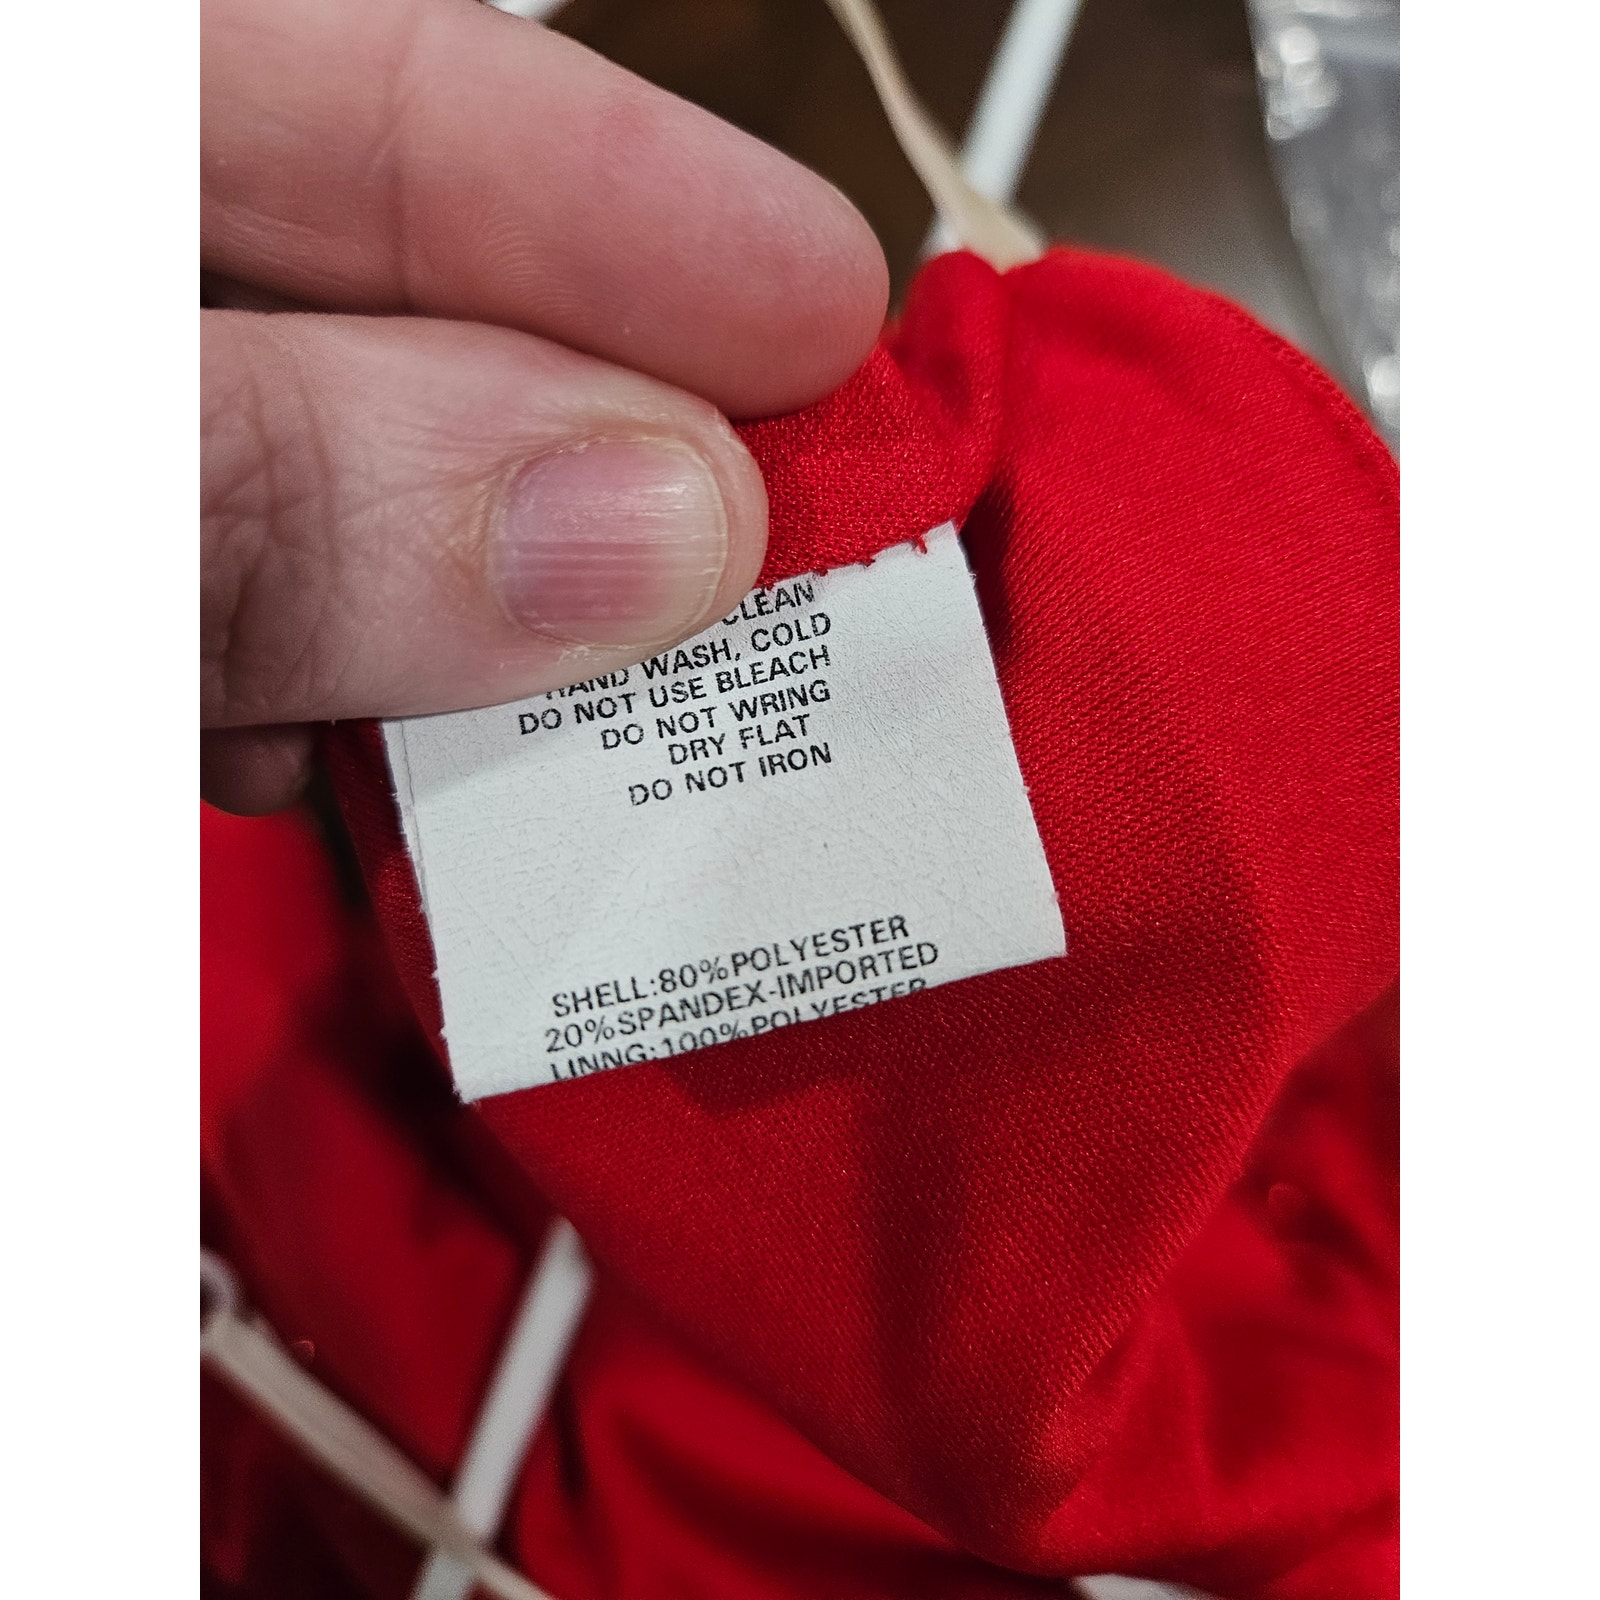 CLEAN
HAND WASH, COLD
DO NOT USE BLEACH
DO NOT WRING
DRY FLAT
DO NOT IRON
SHELL:80%POLYESTER
20%SPANDEX-IMPORTED
LINNG:100%POLYESTER